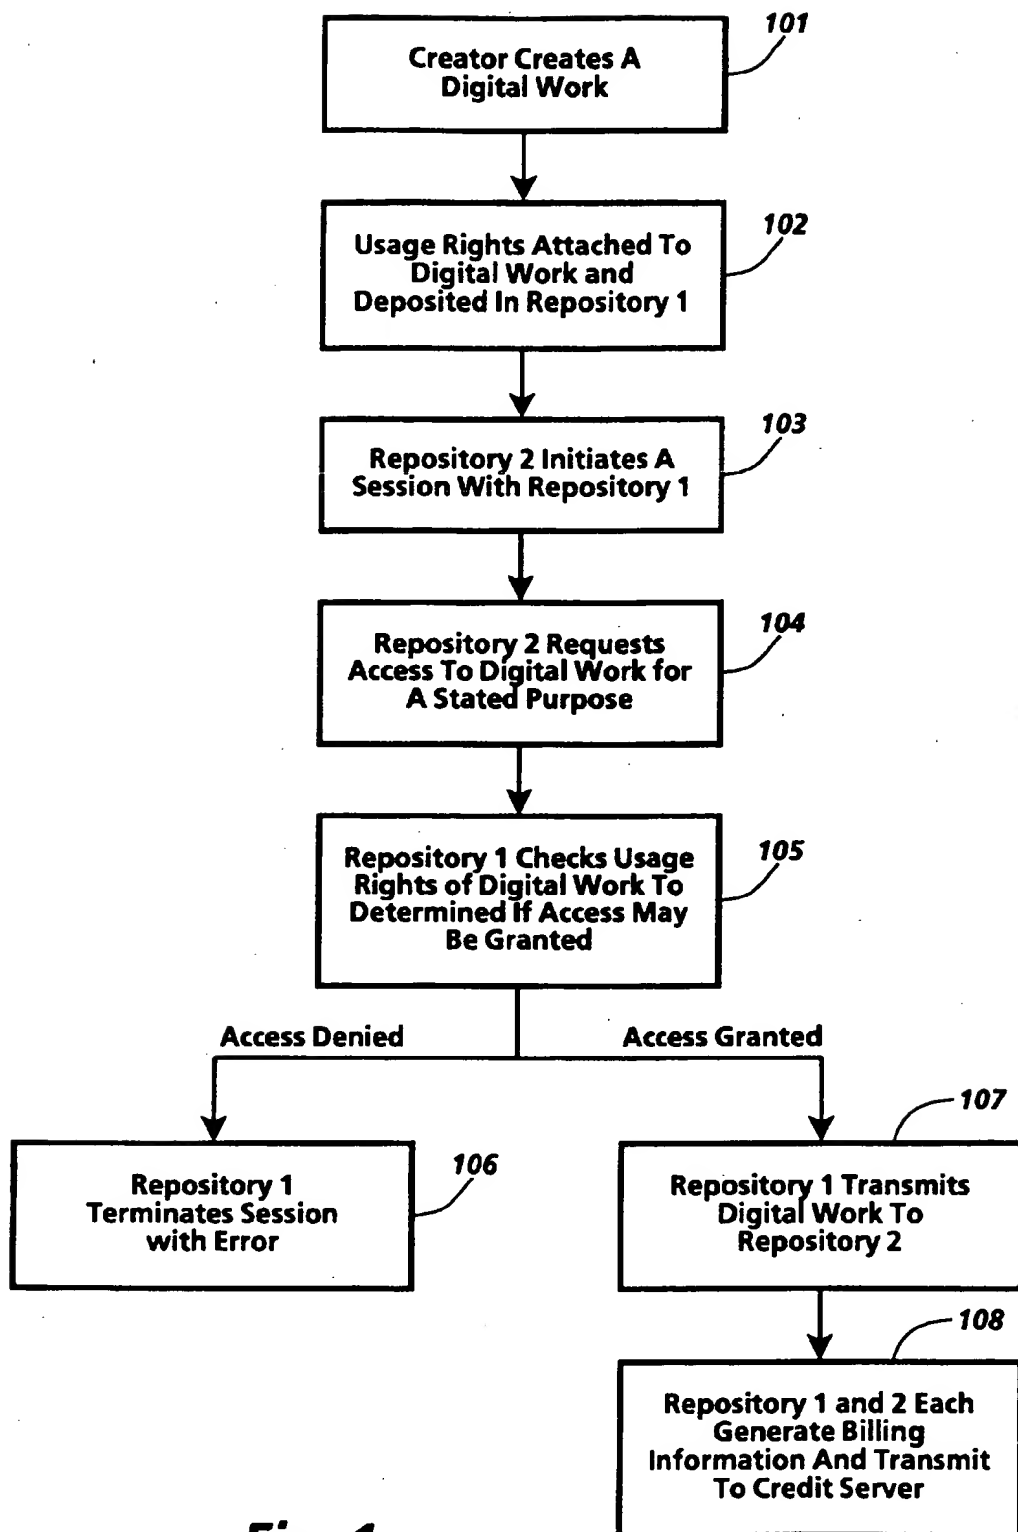 101
Creator Creates A
Digital Work
102
Usage Rights Attached To
Digital Work and
Deposited In Repository 1
103
Repository 2 Initiates A
Session With Repository 1
104
Repository 2 Requests
Access To Digital Work for
A Stated Purpose
105
Repository 1 Checks Usage
Rights of Digital Work To
Determined If Access May
Be Granted
Access Denied
Access Granted
107
106
Repository 1
Terminates Session
with Error
Repository 1 Transmits
Digital Work To
Repository 2
108
Repository 1 and 2 Each
Generate Billing
Information And Transmit
To Credit Server